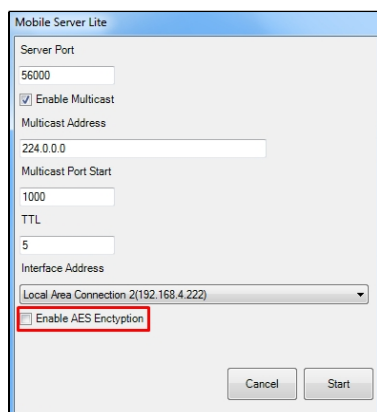 Mobile Server Lite
Server Port
56000
Enable Multicast
Multicast Address
224.0.0.0
Multicast Port Start
1000
TTL
5
Interface Address
Local Area Connection 2(192.168.4.222)
Enable AES Enctyption
Cancel Start